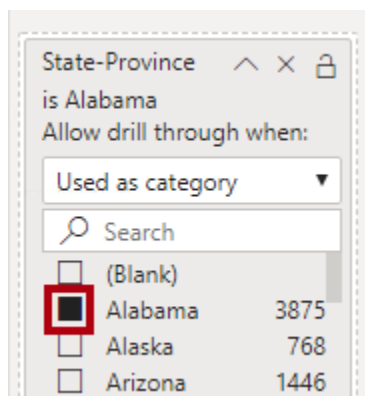 State-Province
is Alabama
Allow drill through when:
Used as category
Search
(Blank)
Alabama 3875
Alaska 768
Arizona 1446